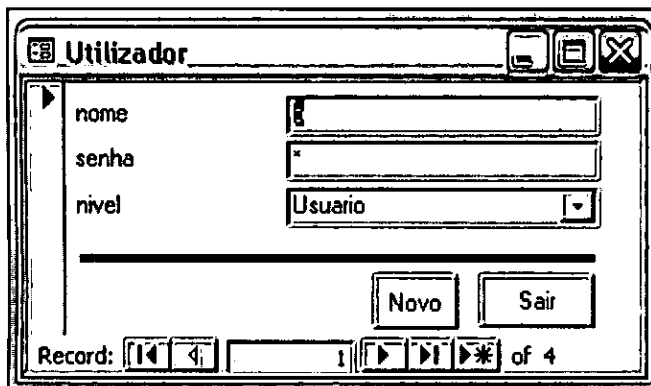 Utilizador
nome
senha *
nivel Usuario
Novo Sair
Record: 1 of 4